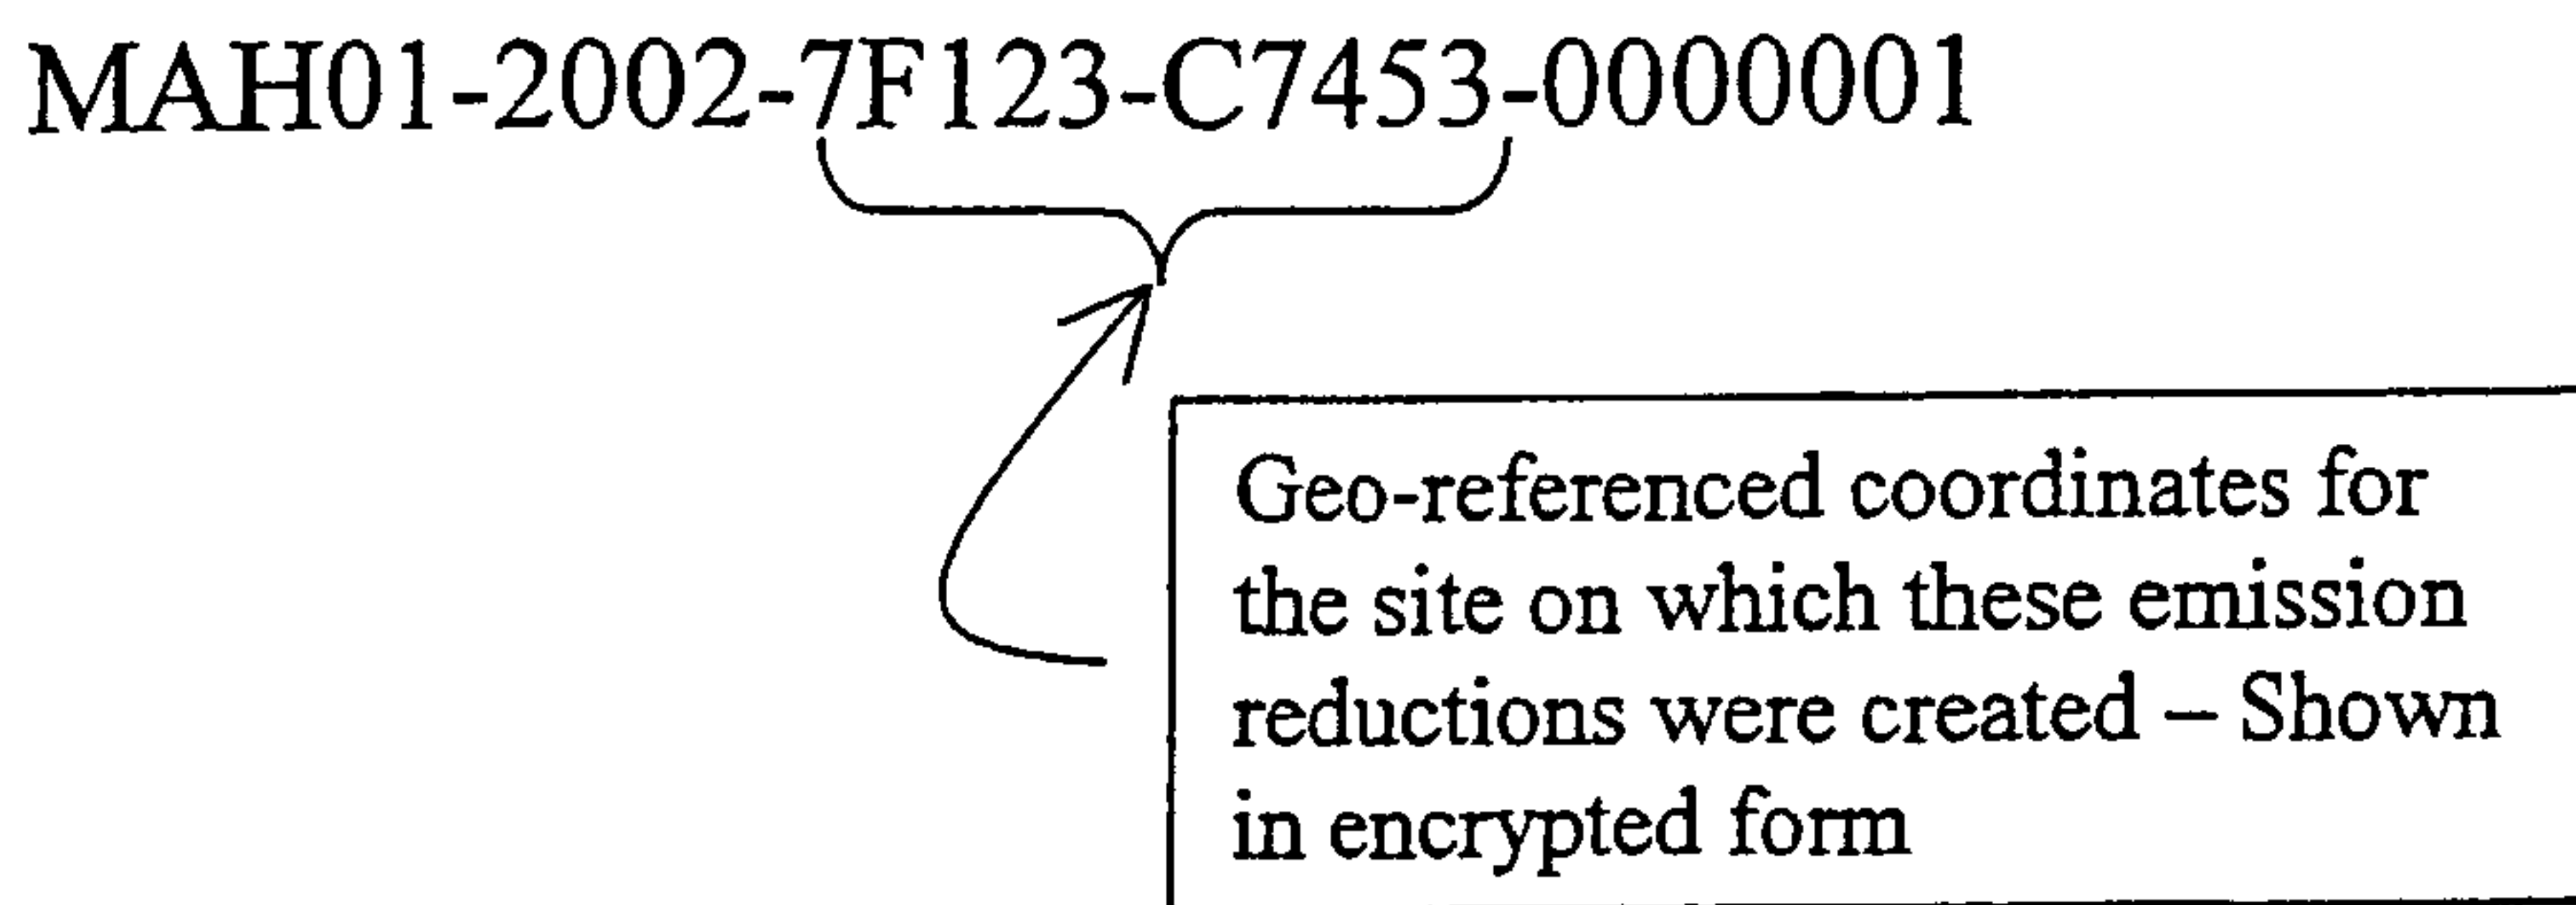 MAH01-2002-7F123-C7453-0000001
Geo-referenced coordinates for
the site on which these emission
reductions were created – Shown
in encrypted form